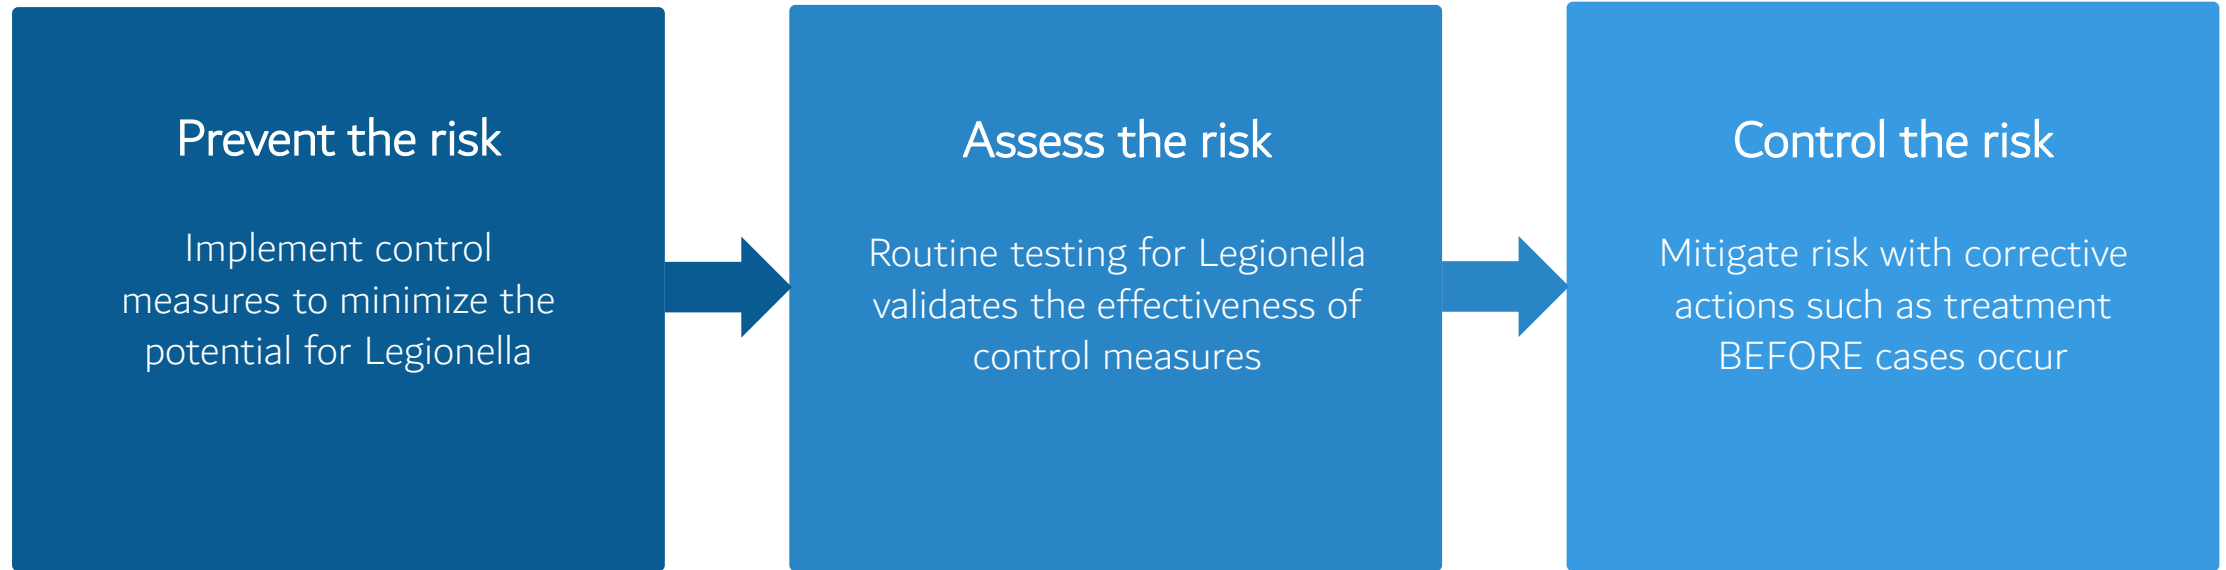 Prevent the risk
Implement control
measures to minimize the
potential for Legionella
Assess the risk
Routine testing for Legionella
validates the effectiveness of
control measures
Control the risk
Mitigate risk with corrective
actions such as treatment
BEFORE cases occur